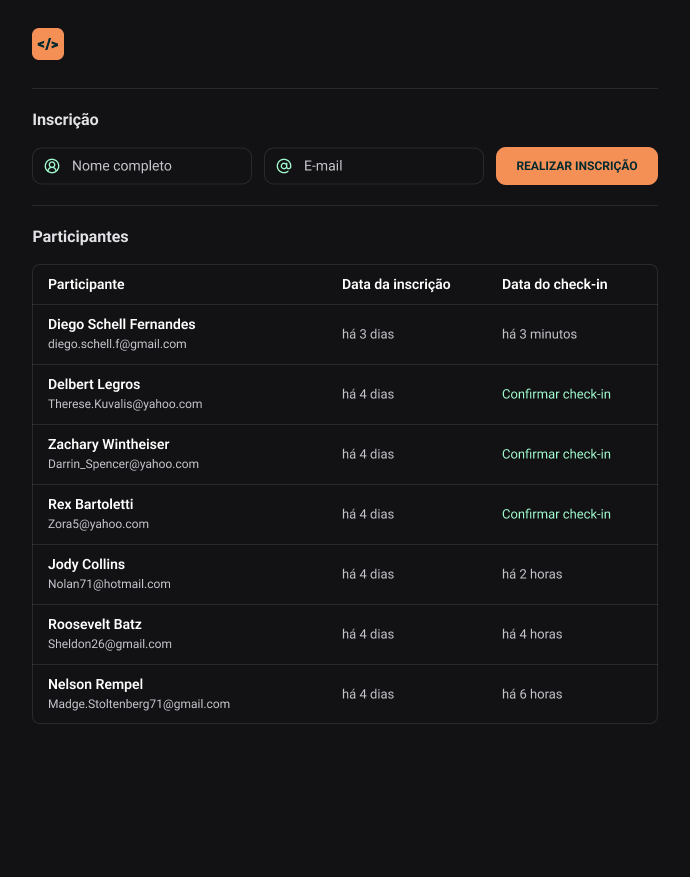 </>
Inscrição
Nome completo
E-mail
REALIZAR INSCRIÇÃO
Participantes
Participante Data da inscrição Data do check-in
Diego Schell Fernandes
diego.schell.f@gmail.com
há 3 dias há 3 minutos
Delbert Legros
Therese.Kuvalis@yahoo.com
há 4 dias Confirmar check-in
Zachary Wintheiser
Darrin_Spencer@yahoo.com
há 4 dias Confirmar check-in
Rex Bartoletti
Zora5@yahoo.com
há 4 dias Confirmar check-in
Jody Collins
Nolan71@hotmail.com
há 4 dias há 2 horas
Roosevelt Batz
Sheldon26@gmail.com
há 4 dias há 4 horas
Nelson Rempel
Madge.Stoltenberg71@gmail.com
há 4 dias há 6 horas